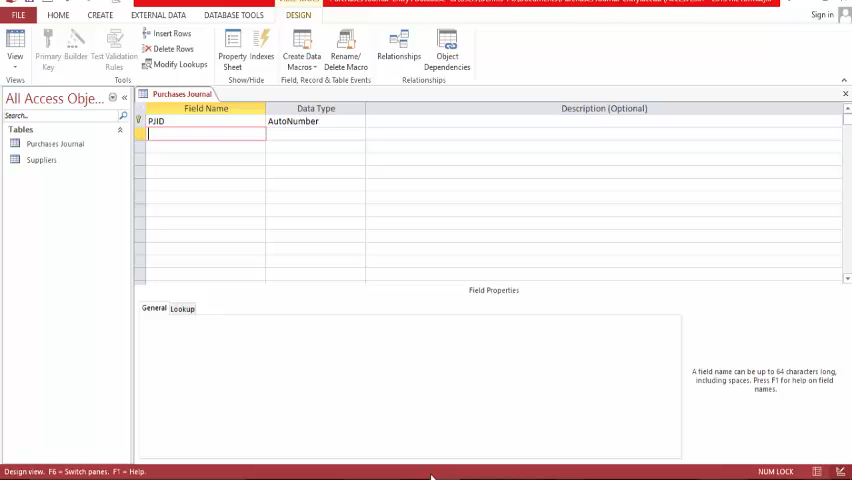 FILE HOME CREATE EXTERNAL DATA DATABASE TOOLS DESIGN Sign in
View
Primary Key
Builder
Test Validation Rules
Insert Rows
Delete Rows
Modify Lookups
Property Sheet
Indexes
Create Data Macros
Rename/ Delete Macro
Relationships
Object Dependencies
Views Tools Show/Hide Field, Record & Table Events Relationships
All Access Obje...
Search...
Tables
Purchases Journal
Suppliers
Purchases Journal
Field Name Data Type Description (Optional)
PJID AutoNumber
Field Properties
General Lookup
A field name can be up to 64 characters long,
including spaces. Press F1 for help on field
names.
Design view. F6 = Switch panes. F1 = Help. NUM LOCK